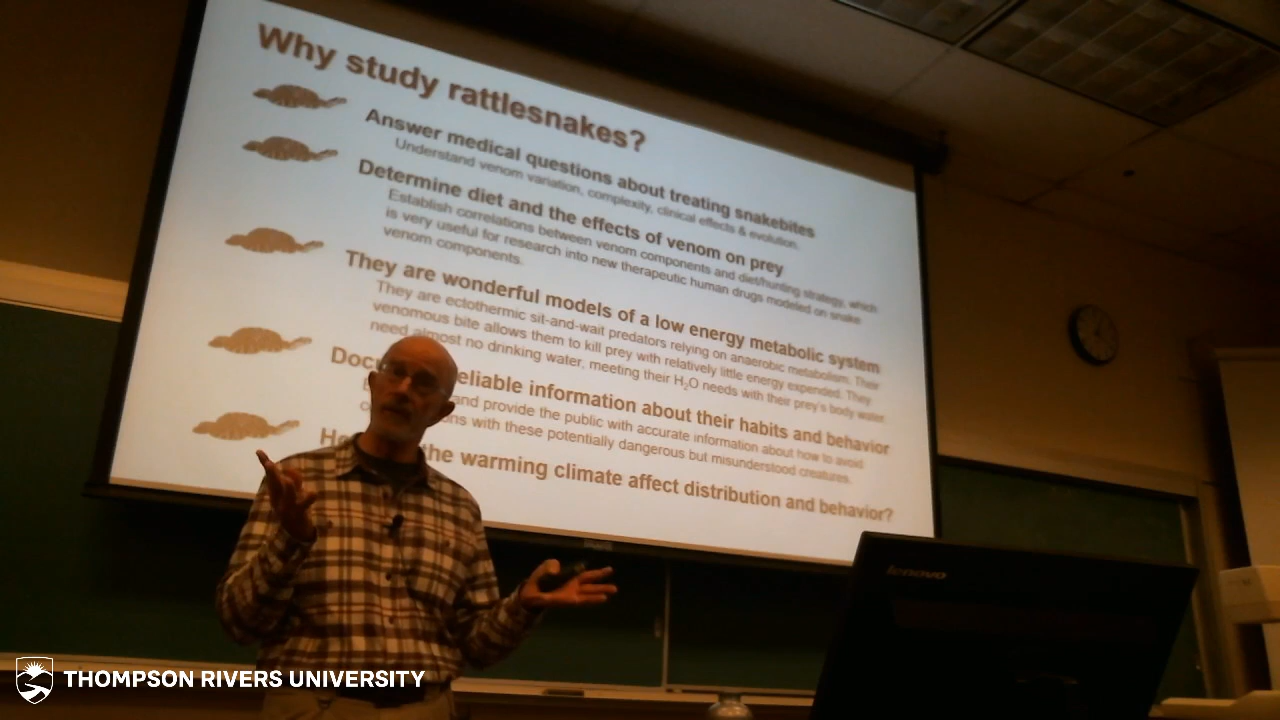 Why study rattlesnakes?
Answer medical questions about treating snakebites
Understand venom variation, complexity, clinical effects & evolution.
Determine diet and the effects of venom on prey
Establish correlations between venom components and diet/hunting strategy, which
is very useful for research into new therapeutic human drugs modeled on snake
venom components.
They are wonderful models of a low energy metabolic system
They are ectothermic sit-and-wait predators relying on anaerobic metabolism. Their
venomous bite allows them to kill prey with relatively little energy expended. They
need almost no drinking water, meeting their H₂O needs with their prey's body water.
reliable information about their habits and behavior
and provide the public with accurate information about how to avoid
with these potentially dangerous but misunderstood creatures.
the warming climate affect distribution and behavior?
lenovo
THOMPSON RIVERS UNIVERSITY